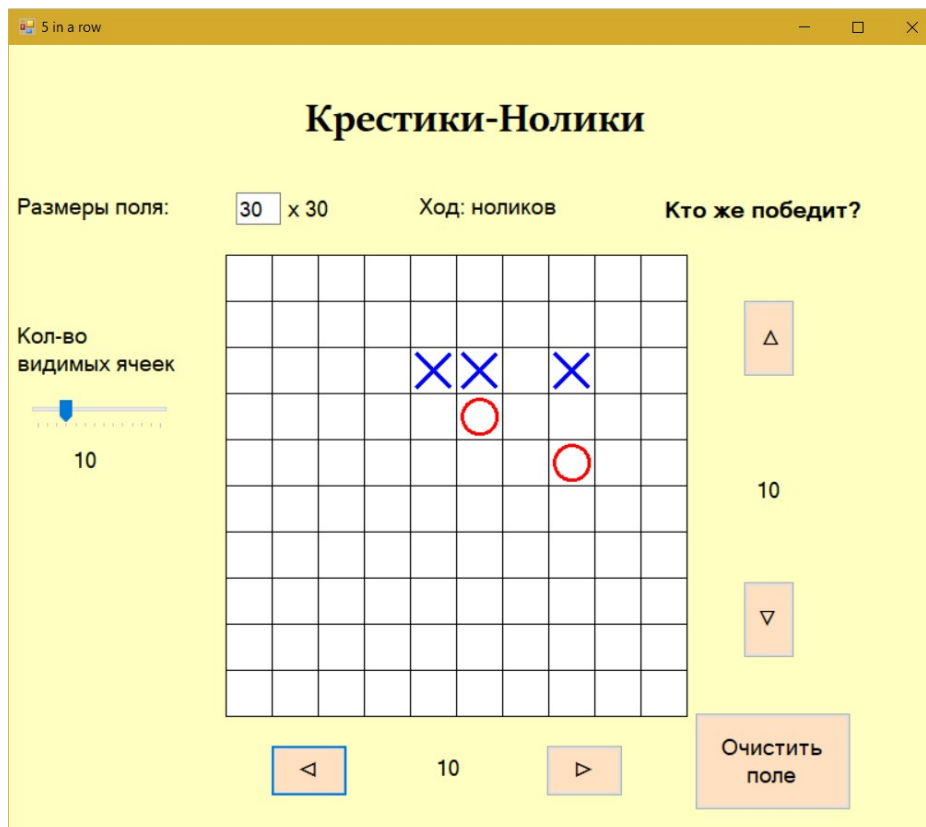 5 in a row
Крестики-Нолики
Размеры поля: 30 x 30 Ход: ноликов Кто же победит?
Кол-во
видимых ячеек
10
10
10
Очистить
поле